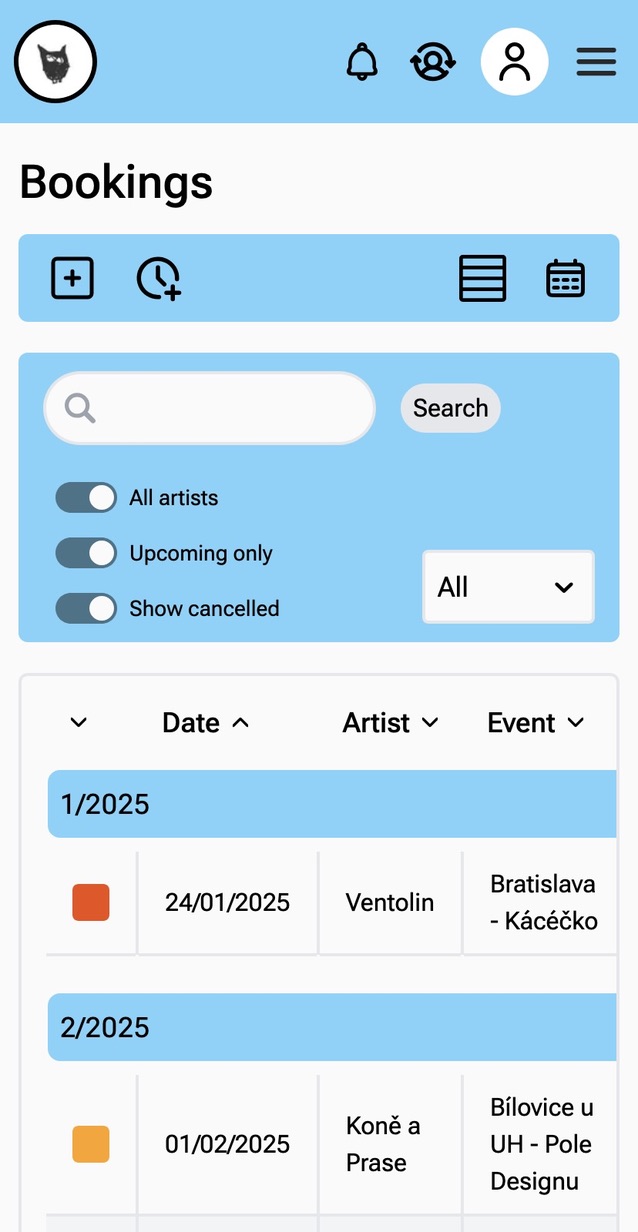 Bookings
Search
All artists
Upcoming only
Show cancelled
All
Date
Artist
Event
1/2025
24/01/2025
Ventolin
Bratislava
- Kácéčko
2/2025
01/02/2025
Koně a
Prase
Bílovice u
UH - Pole
Designu